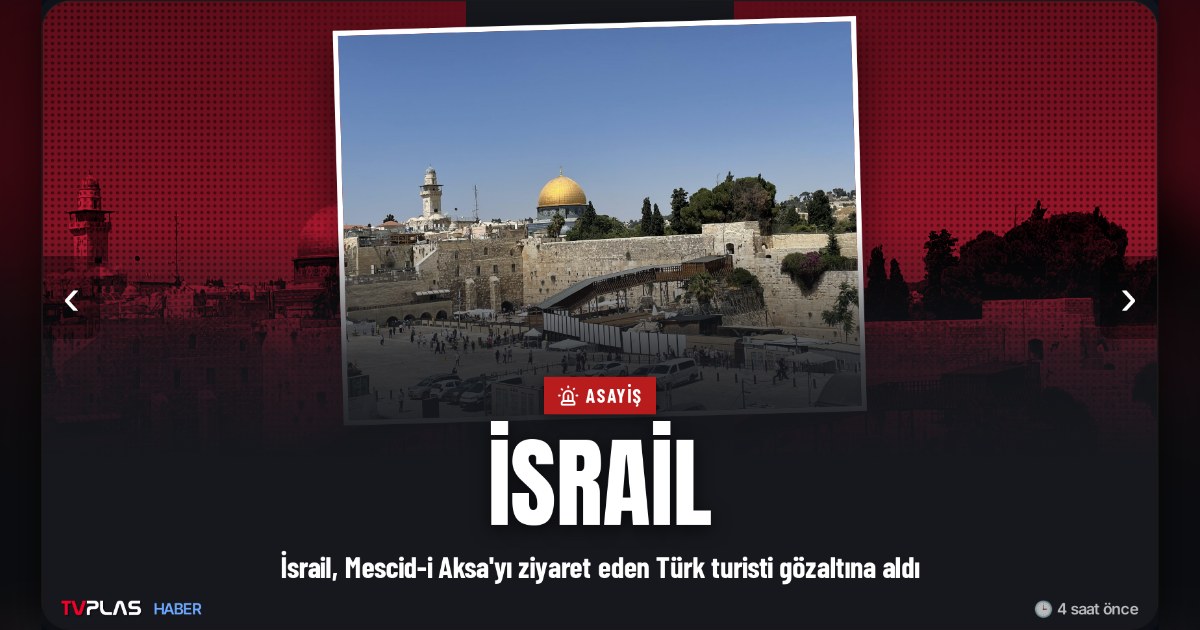 ASAYİŞ
İSRAİL
İsrail, Mescid-i Aksa'yı ziyaret eden Türk turisti gözaltına aldı
TVPLAS HABER
4 saat önce